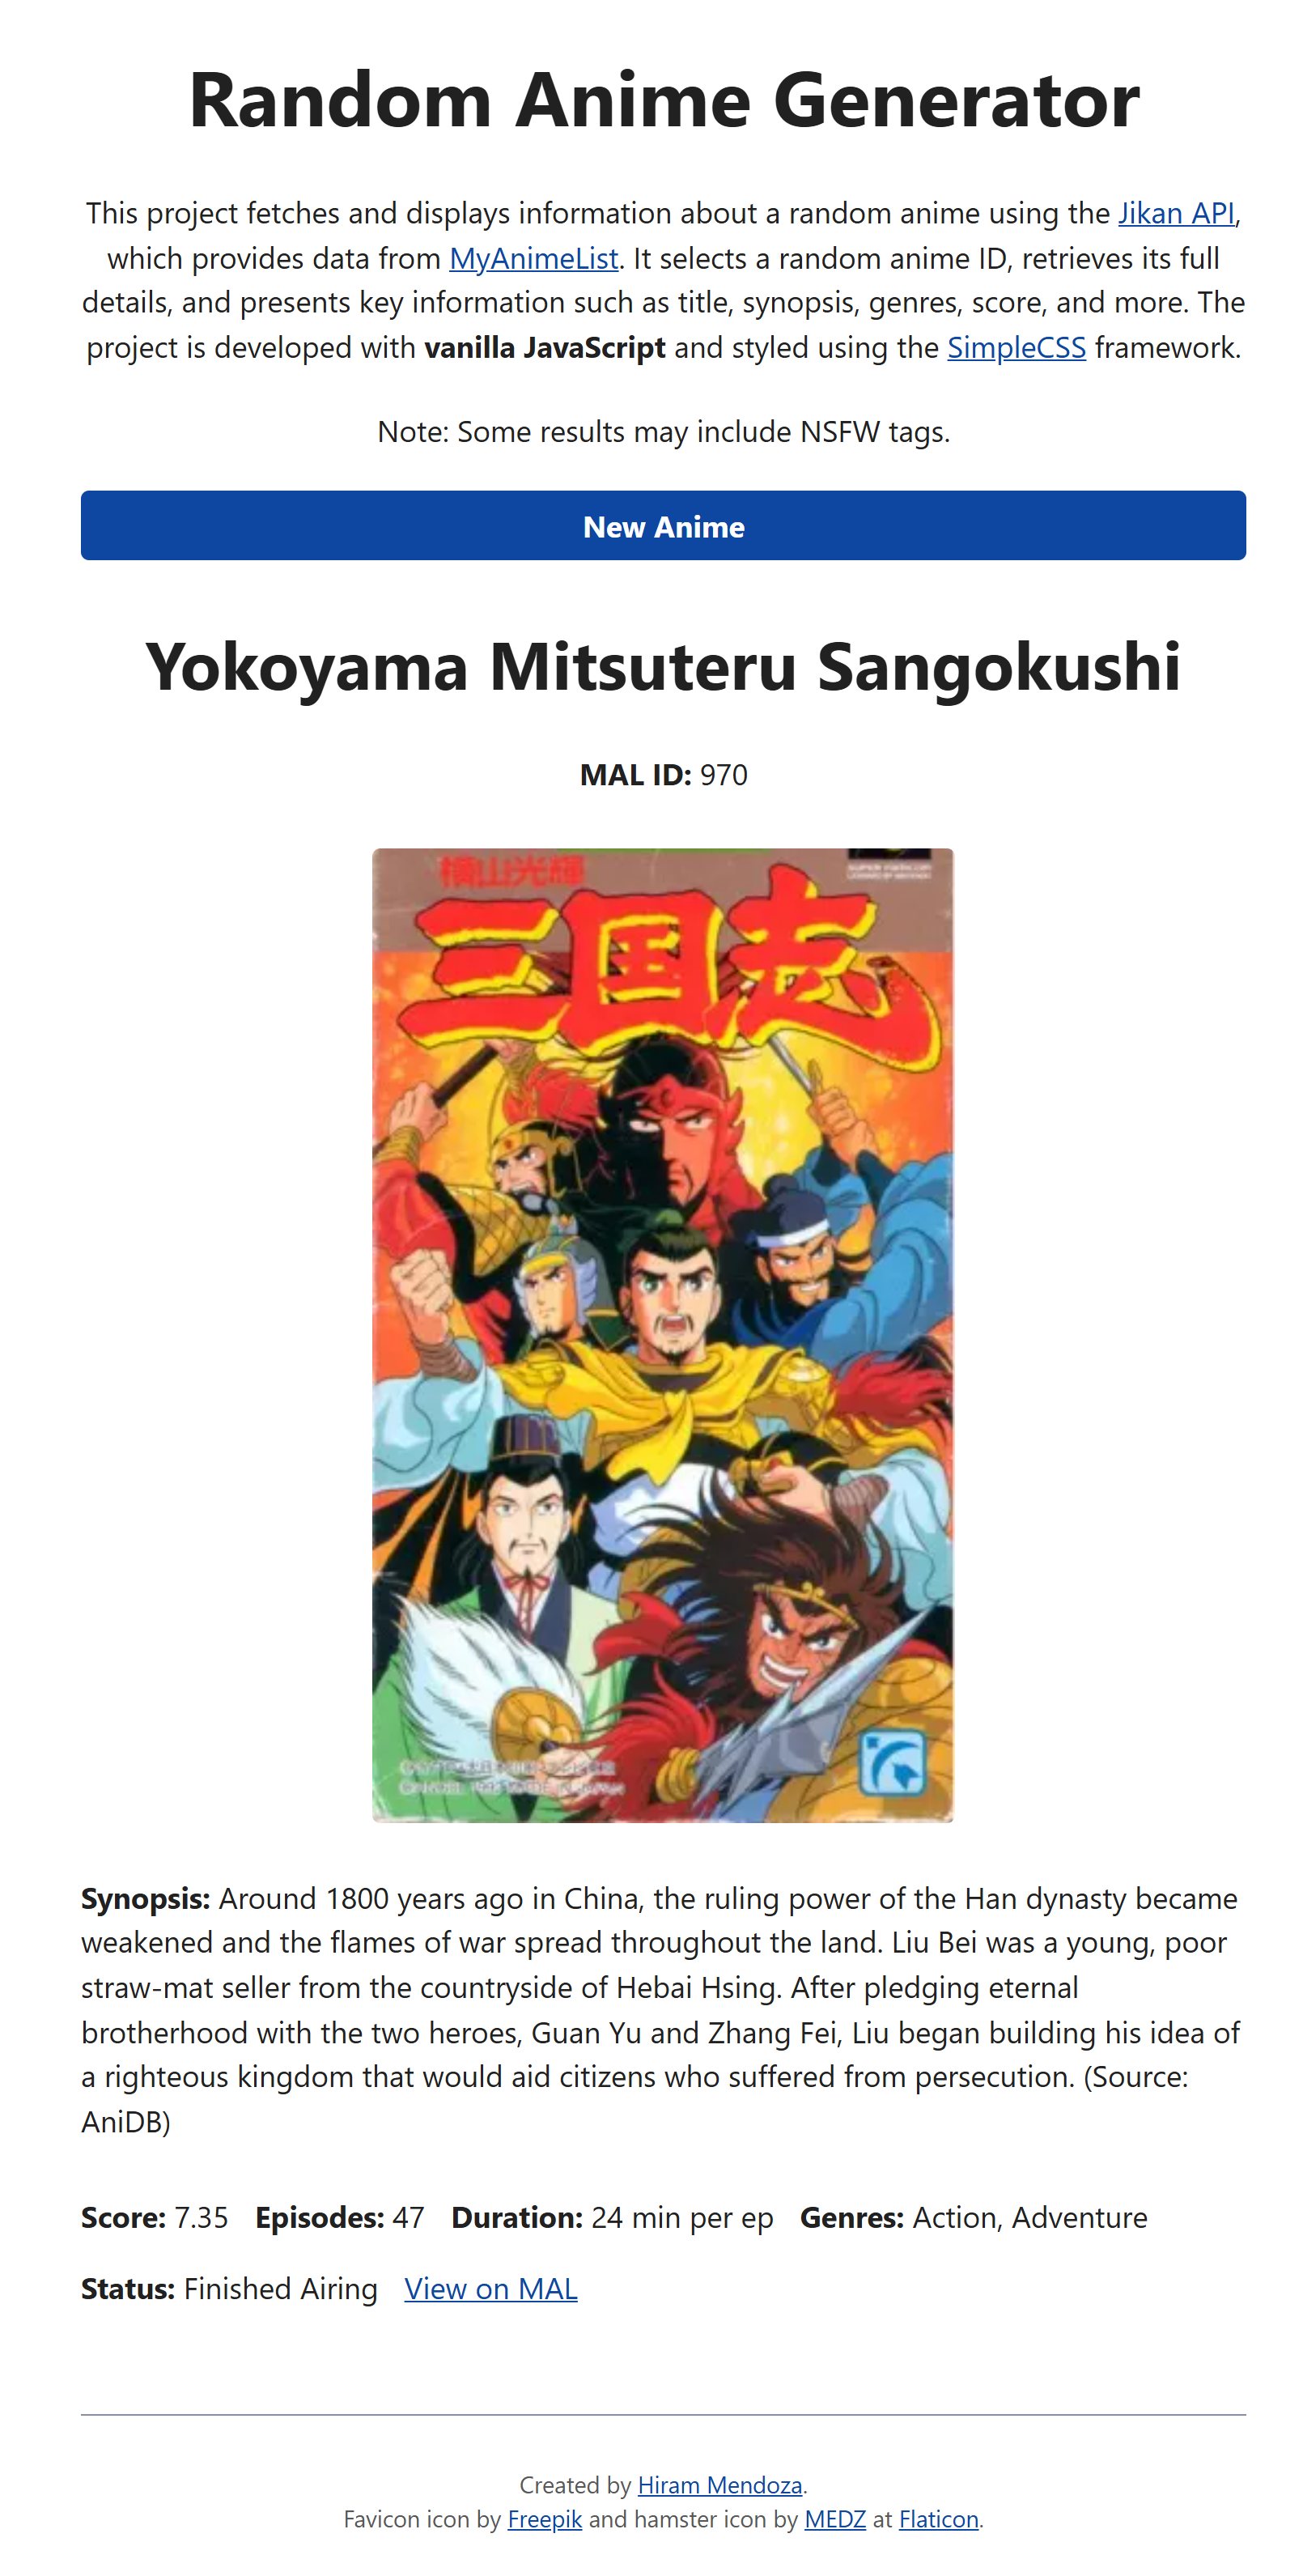 Random Anime Generator
This project fetches and displays information about a random anime using the Jikan API,
which provides data from MyAnimeList. It selects a random anime ID, retrieves its full
details, and presents key information such as title, synopsis, genres, score, and more. The
project is developed with vanilla JavaScript and styled using the SimpleCSS framework.
Note: Some results may include NSFW tags.
New Anime
Yokoyama Mitsuteru Sangokushi
MAL ID: 970
横山光輝
三国志
Synopsis: Around 1800 years ago in China, the ruling power of the Han dynasty became
weakened and the flames of war spread throughout the land. Liu Bei was a young, poor
straw-mat seller from the countryside of Hebai Hsing. After pledging eternal
brotherhood with the two heroes, Guan Yu and Zhang Fei, Liu began building his idea of
a righteous kingdom that would aid citizens who suffered from persecution. (Source:
AniDB)
Score: 7.35 Episodes: 47 Duration: 24 min per ep Genres: Action, Adventure
Status: Finished Airing View on MAL
Created by Hiram Mendoza.
Favicon icon by Freepik and hamster icon by MEDZ at Flaticon.